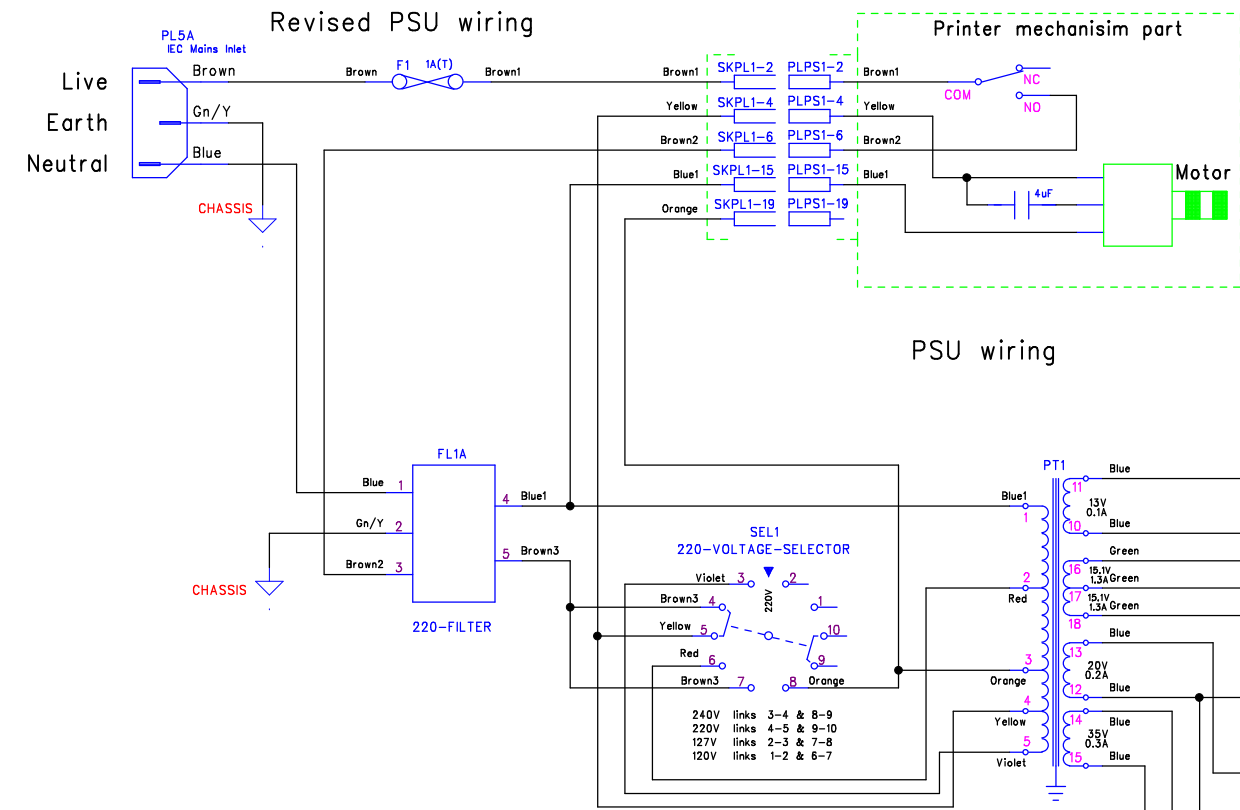 Revised PSU wiring
Printer mechanisim part
PL5A
IEC Mains Inlet
Live
Earth
Neutral
Brown
Gn/Y
Blue
CHASSIS
Brown
F1
1A(T)
Brown1
Brown1
SKPL1-2
PLPS1-2
Brown1
Yellow
SKPL1-4
PLPS1-4
Yellow
Brown2
SKPL1-6
PLPS1-6
Brown2
Blue1
SKPL1-15
PLPS1-15
Blue1
Orange
SKPL1-19
PLPS1-19
COM
NC
NO
4uF
Motor
PSU wiring
FL1A
Blue
1
Gn/Y
2
Brown2
3
4
Blue1
5
Brown3
220-FILTER
CHASSIS
SEL1
220-VOLTAGE-SELECTOR
Violet
3
2
220V
Brown3
4
1
Yellow
5
10
Red
6
9
Brown3
7
8
Orange
240V links 3-4 & 8-9
220V links 4-5 & 9-10
127V links 2-3 & 7-8
120V links 1-2 & 6-7
PT1
Blue1
1
2
Red
3
Orange
4
Yellow
5
Violet
Blue
11
13V
0.1A
10
Blue
Green
16
15.1V
1.3A
Green
17
15.1V
1.3A
Green
18
Blue
13
20V
0.2A
12
Blue
14
Blue
35V
0.3A
15
Blue